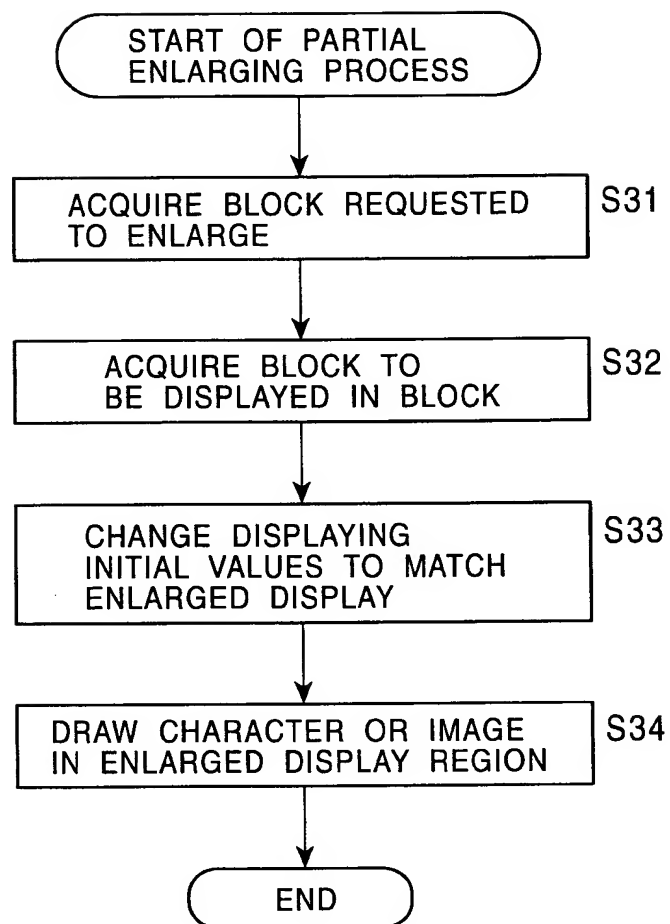 START OF PARTIAL
ENLARGING PROCESS
ACQUIRE BLOCK REQUESTED
TO ENLARGE
S31
ACQUIRE BLOCK TO
BE DISPLAYED IN BLOCK
S32
CHANGE DISPLAYING
INITIAL VALUES TO MATCH
ENLARGED DISPLAY
S33
DRAW CHARACTER OR IMAGE
IN ENLARGED DISPLAY REGION
S34
END